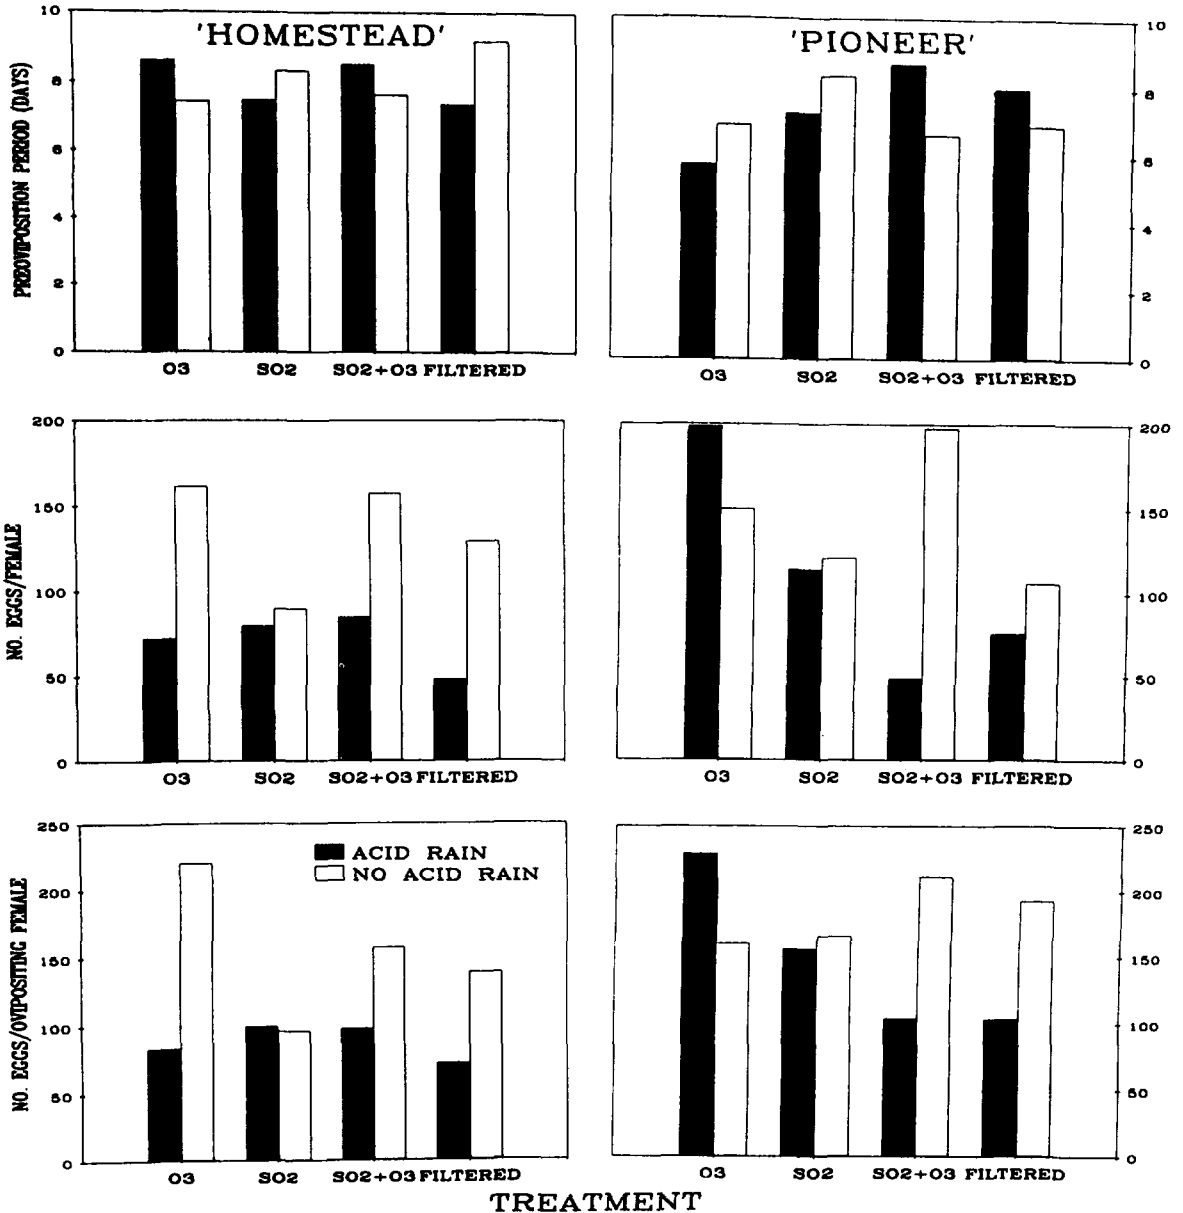 'HOMESTEAD'
'PIONEER'
PREOVIPOSITION PERIOD (DAYS)
10
8
6
4
2
0
O3 SO2 SO2+O3 FILTERED
10
8
6
4
2
0
O3 SO2 SO2+O3 FILTERED
NO. EGGS/FEMALE
200
150
100
50
0
O3 SO2 SO2+O3 FILTERED
200
150
100
50
0
O3 SO2 SO2+O3 FILTERED
NO. EGGS/OVIPOSITING FEMALE
250
200
150
100
50
0
ACID RAIN
NO ACID RAIN
O3 SO2 SO2+O3 FILTERED
250
200
150
100
50
0
O3 SO2 SO2+O3 FILTERED
TREATMENT